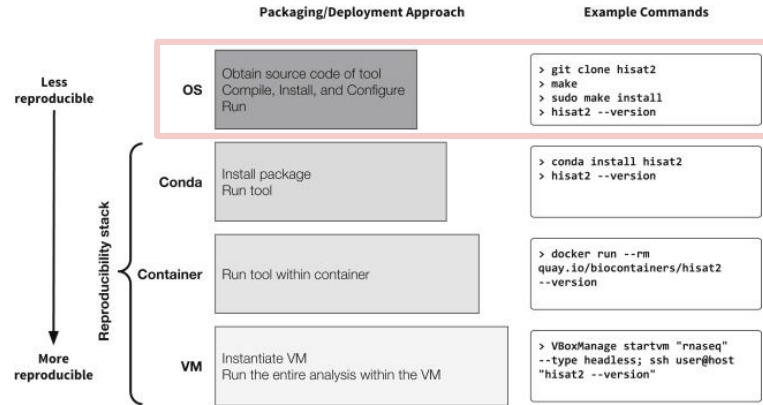 Packaging/Deployment Approach
Example Commands
Less
reproducible
OS
Obtain source code of tool
Compile, Install, and Configure
Run
> git clone hisat2
> make
> sudo make install
> hisat2 --version
Reproducibility stack
Conda
Install package
Run tool
> conda install hisat2
> hisat2 --version
Container
Run tool within container
> docker run --rm
quay.io/biocontainers/hisat2
--version
More
reproducible
VM
Instantiate VM
Run the entire analysis within the VM
> VBoxManage startvm "rnaseq"
--type headless; ssh user@host
"hisat2 --version"